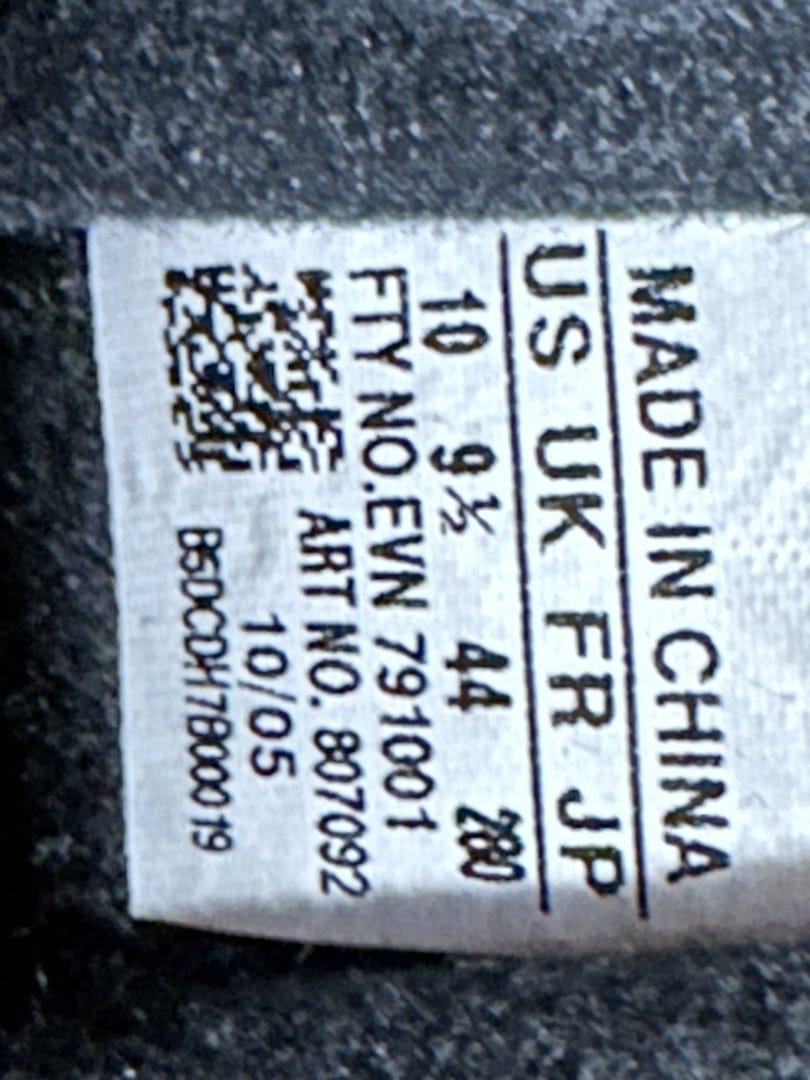 MADE IN CHINA
US UK FR JP
10 9½ 44 280
FTY NO.EVN 791001
ART NO. 807092
10/05
B5DCDH7B00019